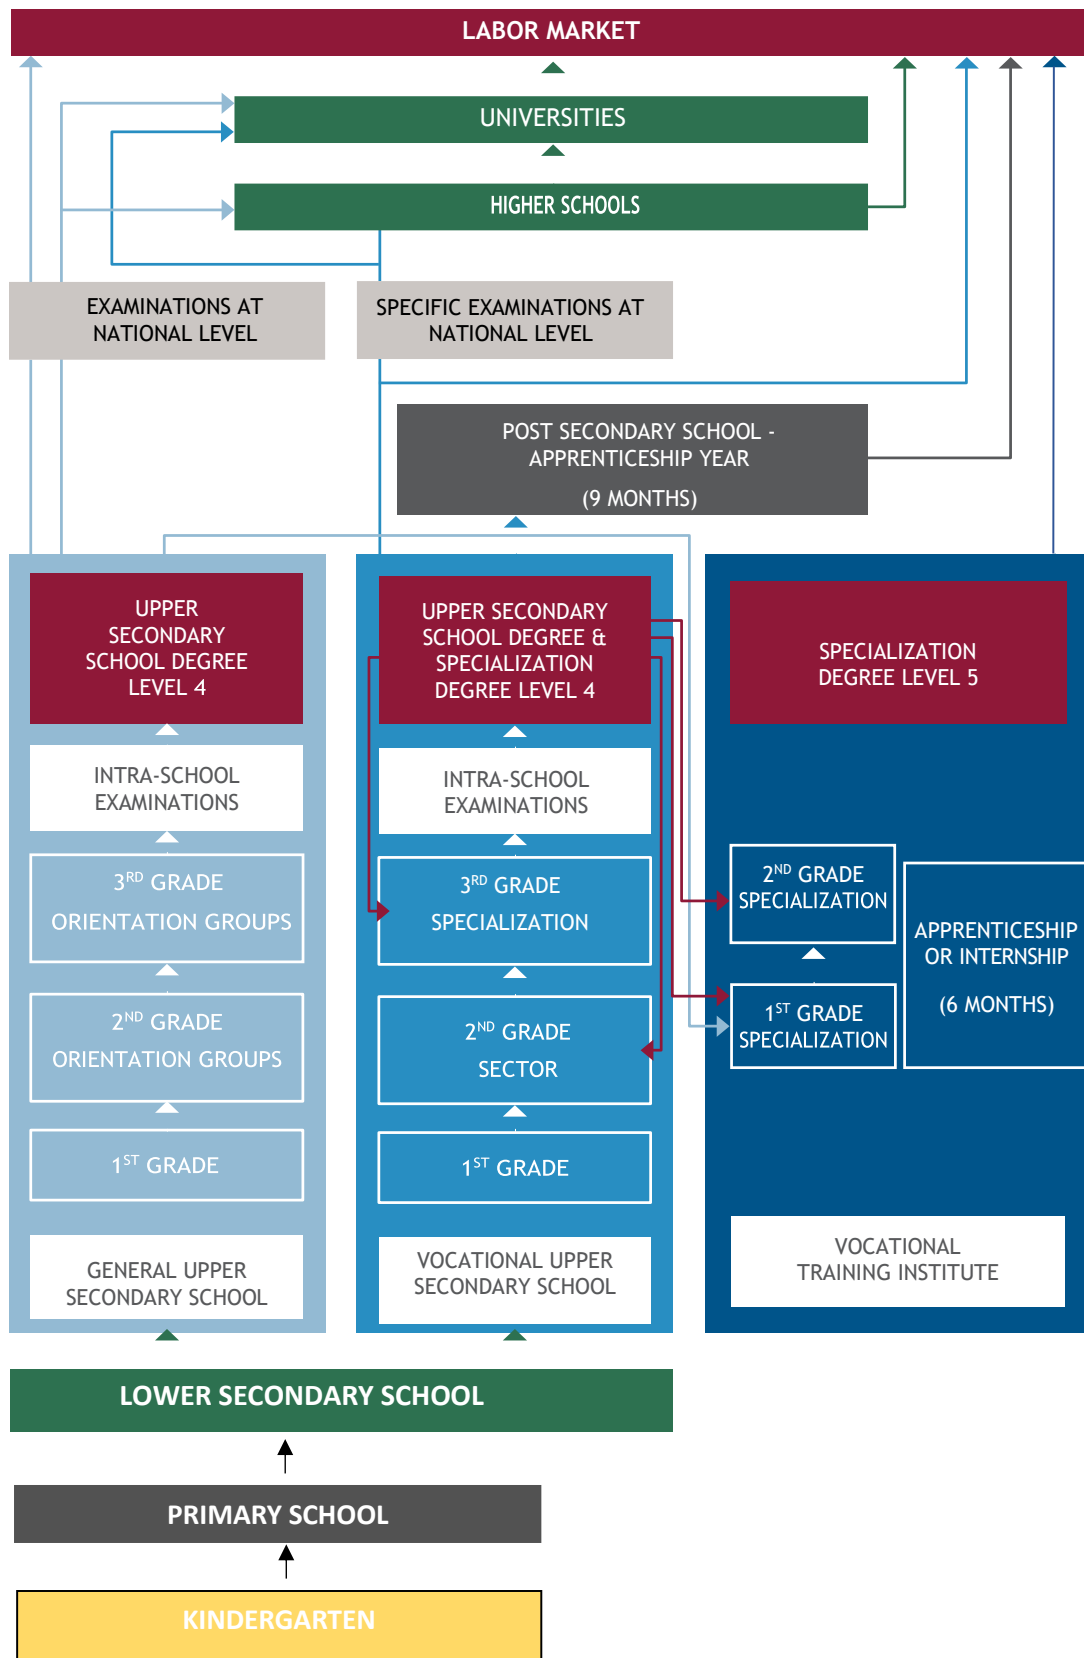 LABOR MARKET
UNIVERSITIES
HIGHER SCHOOLS
EXAMINATIONS AT
NATIONAL LEVEL
SPECIFIC EXAMINATIONS AT
NATIONAL LEVEL
POST SECONDARY SCHOOL -
APPRENTICESHIP YEAR
(9 MONTHS)
UPPER
SECONDARY
SCHOOL DEGREE
LEVEL 4
INTRA-SCHOOL
EXAMINATIONS
3RD GRADE
ORIENTATION GROUPS
2ND GRADE
ORIENTATION GROUPS
1ST GRADE
GENERAL UPPER
SECONDARY SCHOOL
UPPER SECONDARY
SCHOOL DEGREE &
SPECIALIZATION
DEGREE LEVEL 4
INTRA-SCHOOL
EXAMINATIONS
3RD GRADE
SPECIALIZATION
2ND GRADE
SECTOR
1ST GRADE
VOCATIONAL UPPER
SECONDARY SCHOOL
SPECIALIZATION
DEGREE LEVEL 5
2ND GRADE
SPECIALIZATION
1ST GRADE
SPECIALIZATION
APPRENTICESHIP
OR INTERNSHIP
(6 MONTHS)
VOCATIONAL
TRAINING INSTITUTE
LOWER SECONDARY SCHOOL
PRIMARY SCHOOL
KINDERGARTEN